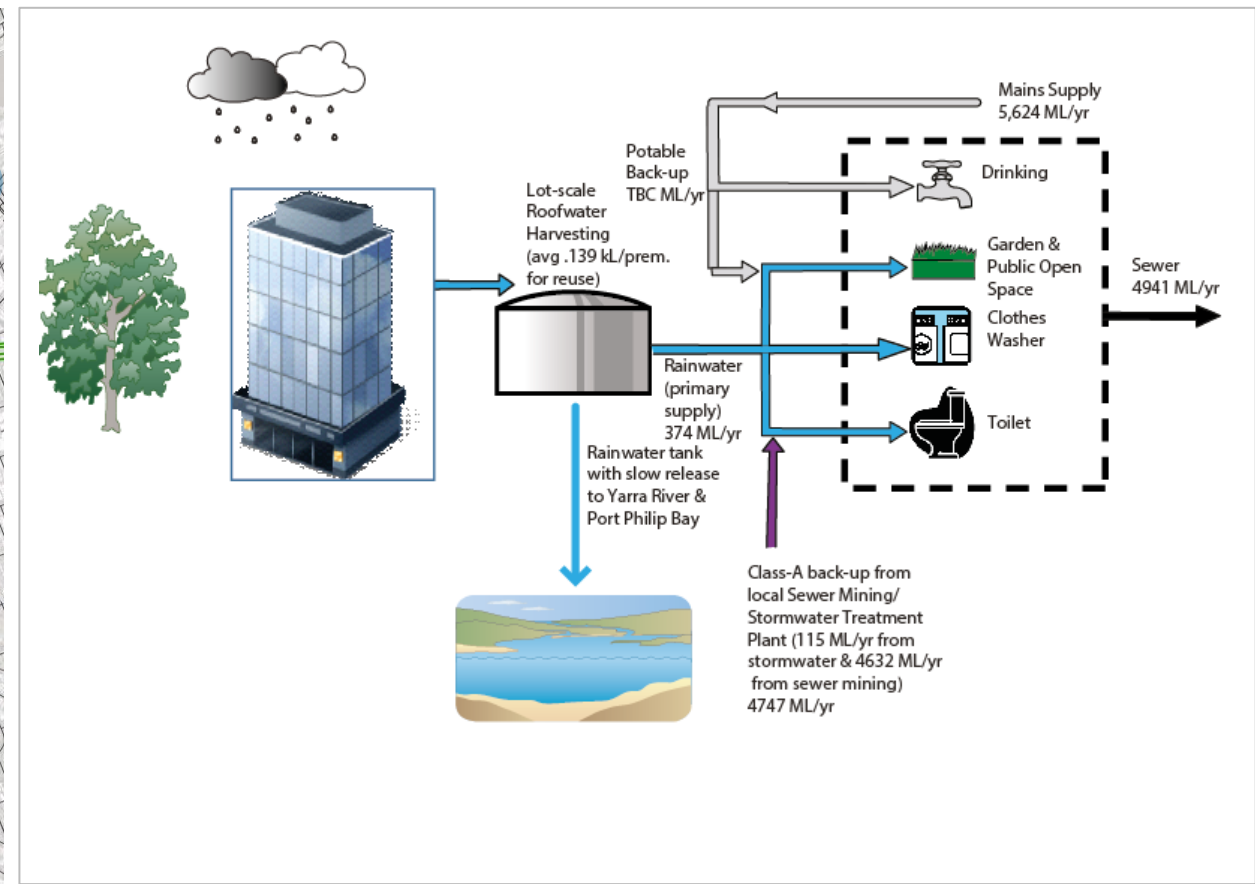 Mains Supply
5,624 ML/yr
Potable
Back-up
TBC ML/yr
Drinking
Lot-scale
Roofwater
Harvesting
(avg .139 kL/prem.
for reuse)
Garden &
Public Open
Space
Sewer
4941 ML/yr
Clothes
Washer
Rainwater
(primary
supply)
374 ML/yr
Toilet
Rainwater tank
with slow release
to Yarra River &
Port Philip Bay
Class-A back-up from
local Sewer Mining/
Stormwater Treatment
Plant (115 ML/yr from
stormwater & 4632 ML/yr
from sewer mining)
4747 ML/yr